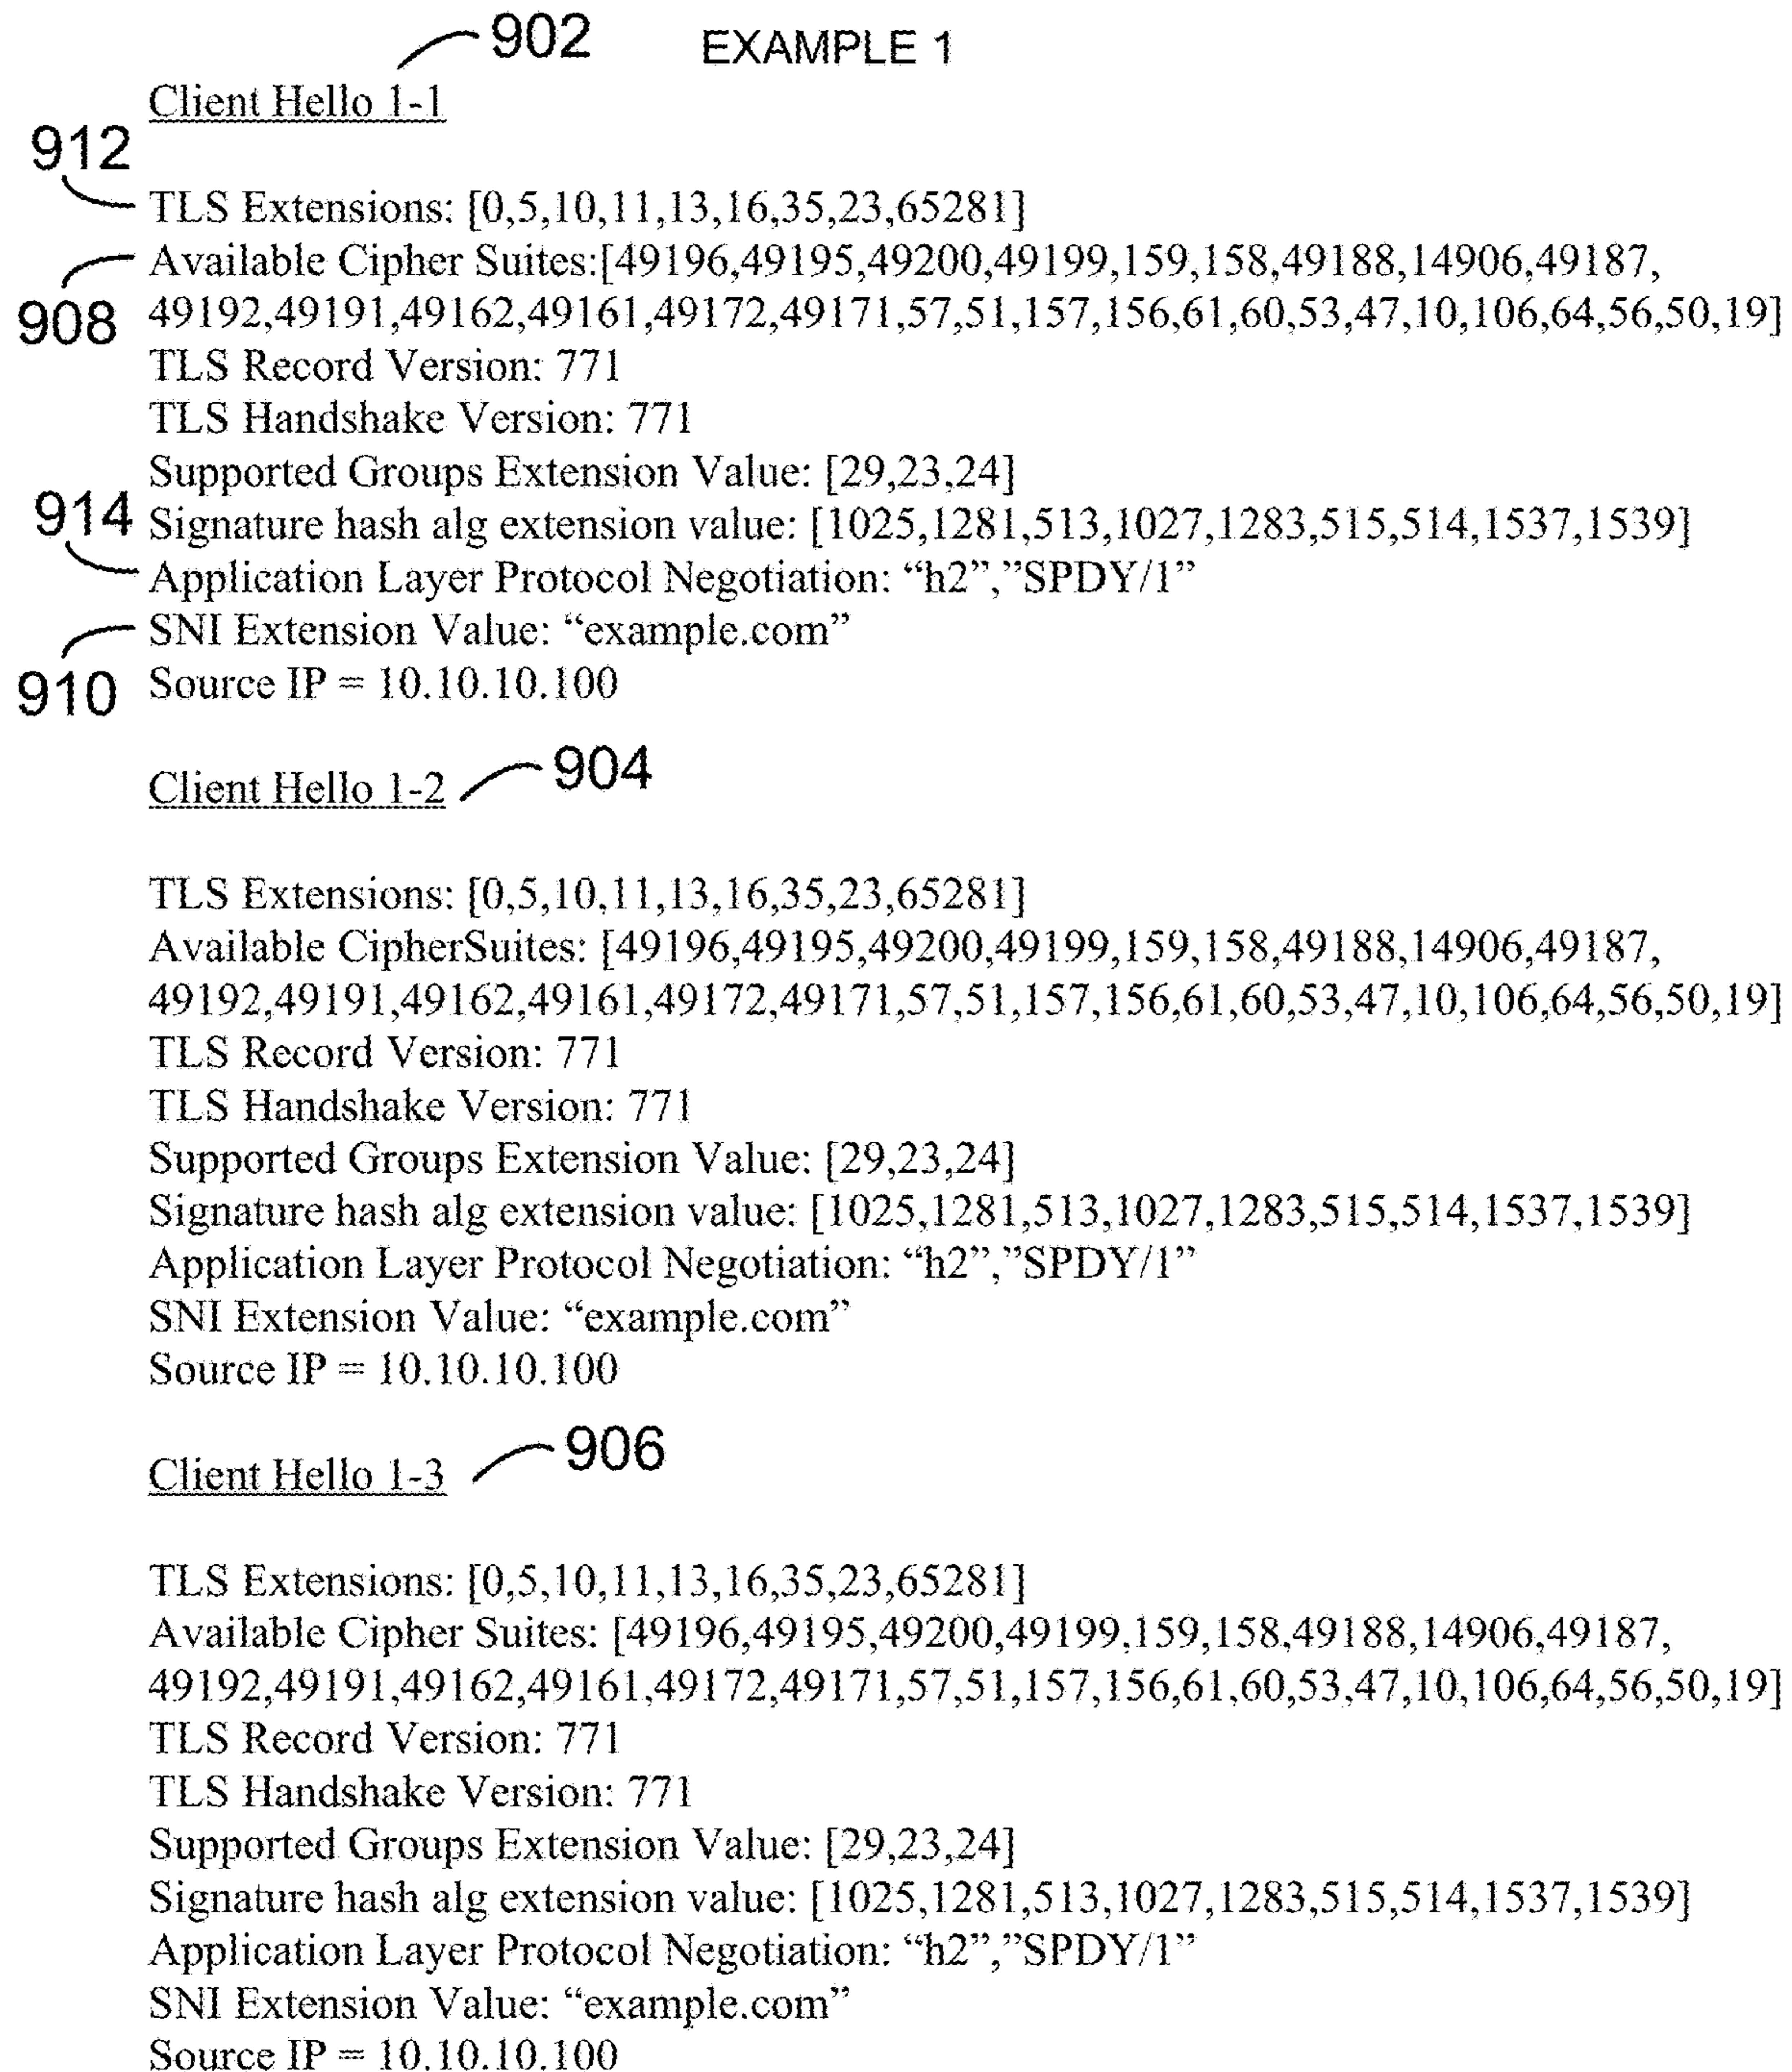 902 EXAMPLE 1
Client Hello 1-1
912
TLS Extensions: [0,5,10,11,13,16,35,23,65281]
Available Cipher Suites:[49196,49195,49200,49199,159,158,49188,14906,49187,
908 49192,49191,49162,49161,49172,49171,57,51,157,156,61,60,53,47,10,106,64,56,50,19]
TLS Record Version: 771
TLS Handshake Version: 771
Supported Groups Extension Value: [29,23,24]
914 Signature hash alg extension value: [1025,1281,513,1027,1283,515,514,1537,1539]
Application Layer Protocol Negotiation: “h2”,”SPDY/1”
SNI Extension Value: “example.com”
910 Source IP = 10.10.10.100
Client Hello 1-2 904
TLS Extensions: [0,5,10,11,13,16,35,23,65281]
Available CipherSuites: [49196,49195,49200,49199,159,158,49188,14906,49187,
49192,49191,49162,49161,49172,49171,57,51,157,156,61,60,53,47,10,106,64,56,50,19]
TLS Record Version: 771
TLS Handshake Version: 771
Supported Groups Extension Value: [29,23,24]
Signature hash alg extension value: [1025,1281,513,1027,1283,515,514,1537,1539]
Application Layer Protocol Negotiation: “h2”,”SPDY/1”
SNI Extension Value: “example.com”
Source IP = 10.10.10.100
Client Hello 1-3 906
TLS Extensions: [0,5,10,11,13,16,35,23,65281]
Available Cipher Suites: [49196,49195,49200,49199,159,158,49188,14906,49187,
49192,49191,49162,49161,49172,49171,57,51,157,156,61,60,53,47,10,106,64,56,50,19]
TLS Record Version: 771
TLS Handshake Version: 771
Supported Groups Extension Value: [29,23,24]
Signature hash alg extension value: [1025,1281,513,1027,1283,515,514,1537,1539]
Application Layer Protocol Negotiation: “h2”,”SPDY/1”
SNI Extension Value: “example.com”
Source IP = 10.10.10.100